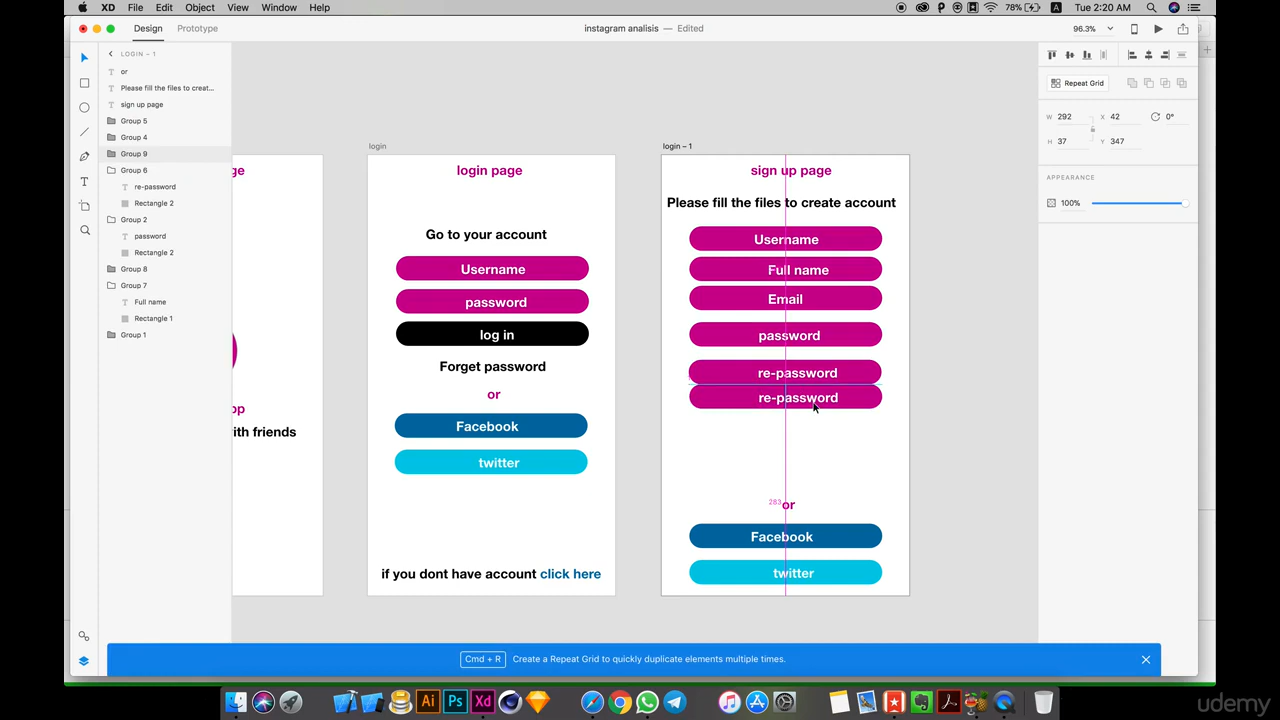 XD File Edit Object View Window Help
78% Tue 2:20 AM
Design Prototype
instagram analisis — Edited
96.3%
LOGIN – 1
or
Please fill the files to creat...
sign up page
Group 5
Group 4
Group 9
Group 6
re-password
Rectangle 2
Group 2
password
Rectangle 2
Group 8
Group 7
Full name
Rectangle 1
Group 1
ge
pp
ith friends
login
login page
Go to your account
Username
password
log in
Forget password
or
Facebook
twitter
if you dont have account click here
login – 1
sign up page
Please fill the files to create account
Username
Full name
Email
password
re-password
re-password
283 or
Facebook
twitter
Repeat Grid
W 292 X 42 0°
H 37 Y 347
APPEARANCE
100%
Cmd + R Create a Repeat Grid to quickly duplicate elements multiple times.
Ai Ps Xd
udemy